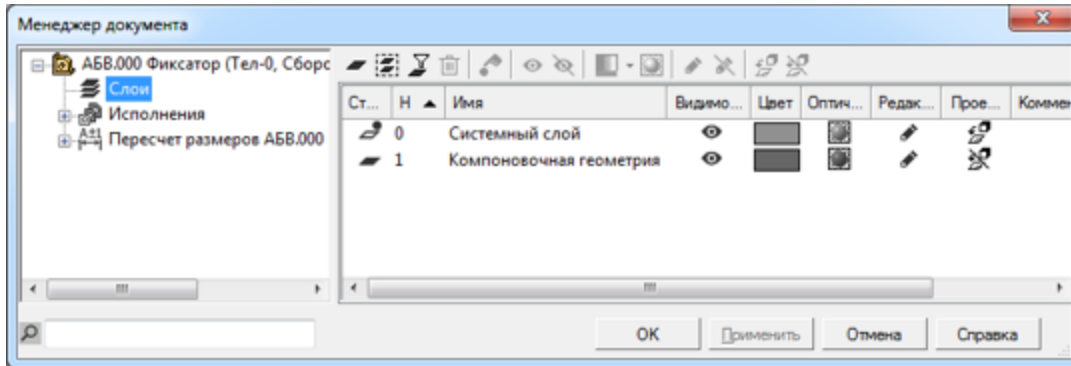 Менеджер документа
АБВ.000 Фиксатор (Тел-0, Сборс
Слои
Исполнения
Пересчет размеров АБВ.000
Ст... Н Имя Видимо... Цвет Оптич... Редак... Прое... Коммен
0 Системный слой
1 Компоновочная геометрия
ОК Применить Отмена Справка